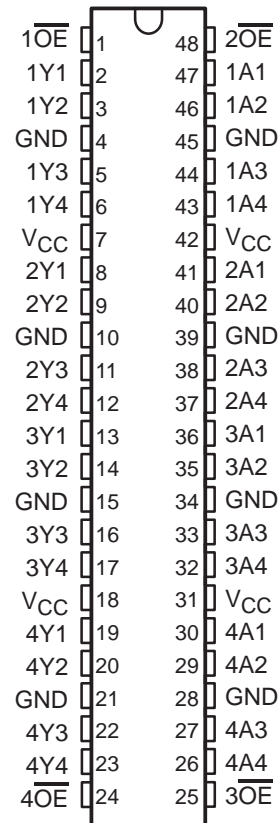 1O̅E̅ 1 48 2O̅E̅
1Y1 2 47 1A1
1Y2 3 46 1A2
GND 4 45 GND
1Y3 5 44 1A3
1Y4 6 43 1A4
VCC 7 42 VCC
2Y1 8 41 2A1
2Y2 9 40 2A2
GND 10 39 GND
2Y3 11 38 2A3
2Y4 12 37 2A4
3Y1 13 36 3A1
3Y2 14 35 3A2
GND 15 34 GND
3Y3 16 33 3A3
3Y4 17 32 3A4
VCC 18 31 VCC
4Y1 19 30 4A1
4Y2 20 29 4A2
GND 21 28 GND
4Y3 22 27 4A3
4Y4 23 26 4A4
4O̅E̅ 24 25 3O̅E̅